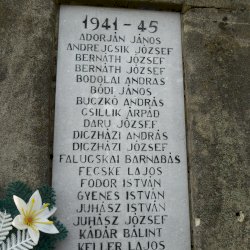 1941-45
ADORJÁN JÁNOS
ANDREJCSIK JÓZSEF
BERNÁTH JÓZSEF
BERNÁTH JÓZSEF
BODOLAI ANDRÁS
BÓDI JÁNOS
BUCZKÓ ANDRÁS
CSILLIK ÁRPÁD
DARU JÓZSEF
DICZHÁZI ANDRÁS
DICZHÁZI JÓZSEF
FALUCSKAI BARNABÁS
FECSKE LAJOS
FODOR ISTVÁN
GYENES ISTVÁN
JUHÁSZ ISTVÁN
JUHÁSZ JÓZSEF
KÁDÁR BÁLINT
KELLER LAJOS